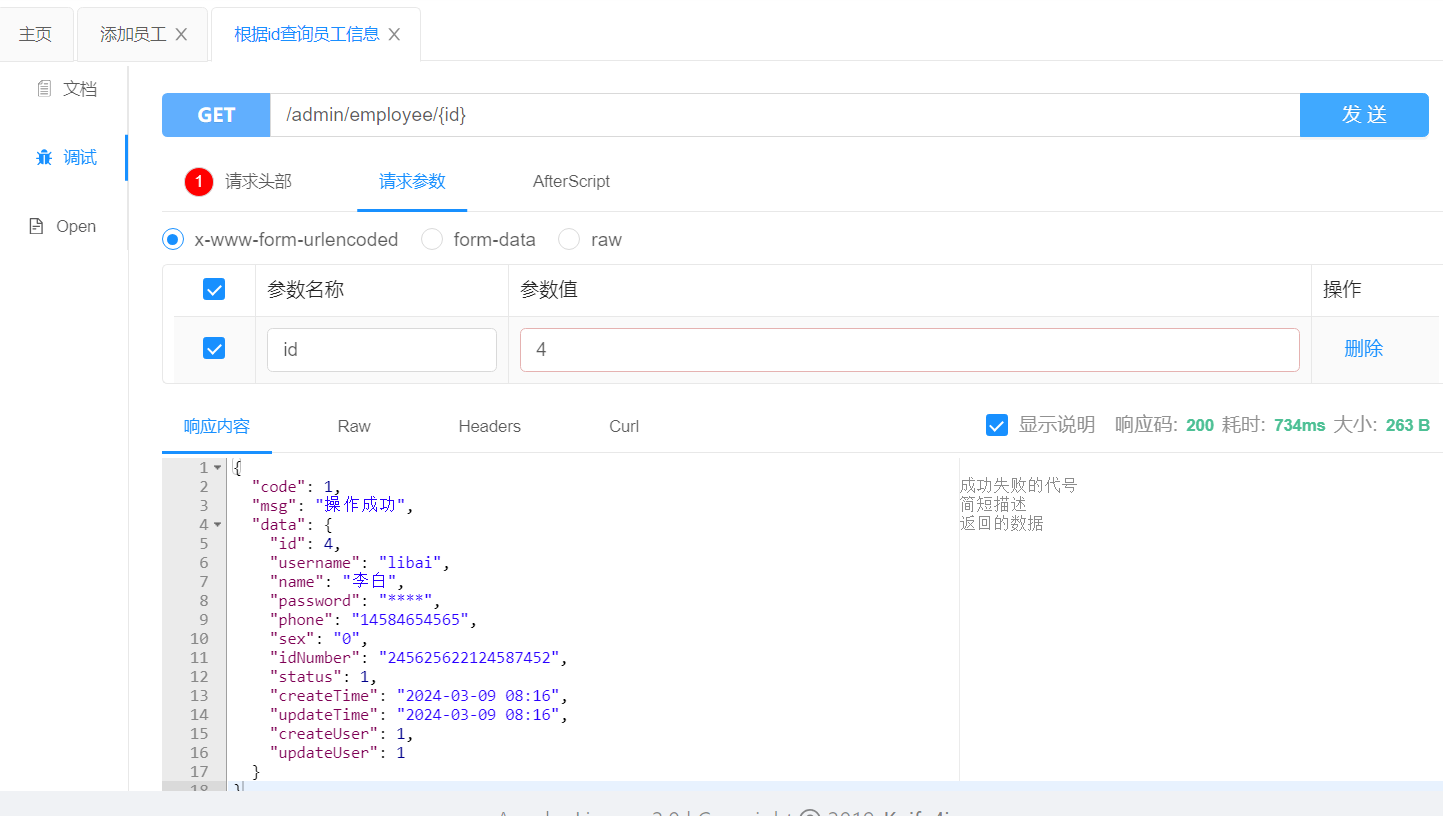 主页 添加员工 根据id查询员工信息
文档
调试
Open
GET /admin/employee/{id} 发 送
1 请求头部 请求参数 AfterScript
x-www-form-urlencoded form-data raw
参数名称 参数值 操作
id 4 删除
响应内容 Raw Headers Curl 显示说明 响应码: 200 耗时: 734ms 大小: 263 B
1 {
2 "code": 1, 成功失败的代号
3 "msg": "操作成功", 简短描述
4 "data": { 返回的数据
5 "id": 4,
6 "username": "libai",
7 "name": "李白",
8 "password": "****",
9 "phone": "14584654565",
10 "sex": "0",
11 "idNumber": "245625622124587452",
12 "status": 1,
13 "createTime": "2024-03-09 08:16",
14 "updateTime": "2024-03-09 08:16",
15 "createUser": 1,
16 "updateUser": 1
17 }
18 }